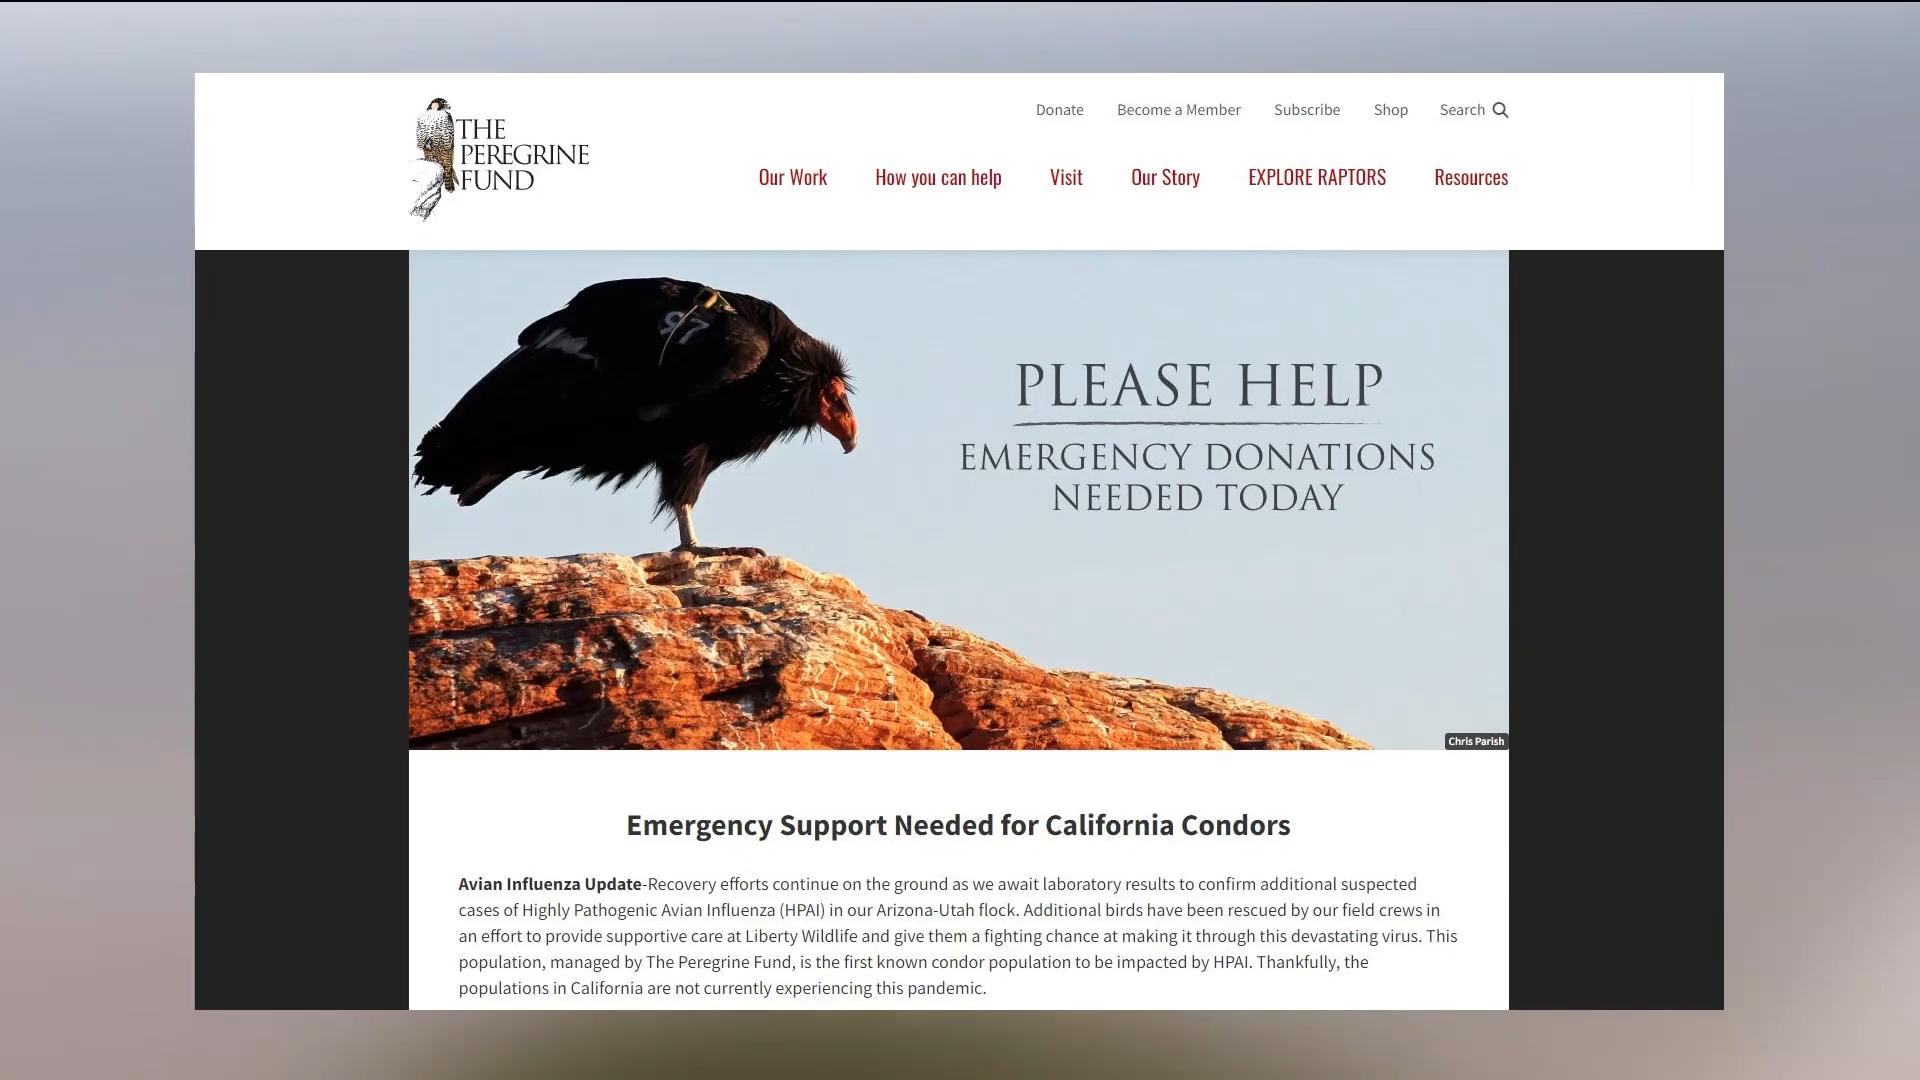 THE
PEREGRINE
FUND
Donate Become a Member Subscribe Shop Search
Our Work How you can help Visit Our Story EXPLORE RAPTORS Resources
97
PLEASE HELP
EMERGENCY DONATIONS
NEEDED TODAY
Chris Parish
Emergency Support Needed for California Condors
Avian Influenza Update-Recovery efforts continue on the ground as we await laboratory results to confirm additional suspected
cases of Highly Pathogenic Avian Influenza (HPAI) in our Arizona-Utah flock. Additional birds have been rescued by our field crews in
an effort to provide supportive care at Liberty Wildlife and give them a fighting chance at making it through this devastating virus. This
population, managed by The Peregrine Fund, is the first known condor population to be impacted by HPAI. Thankfully, the
populations in California are not currently experiencing this pandemic.